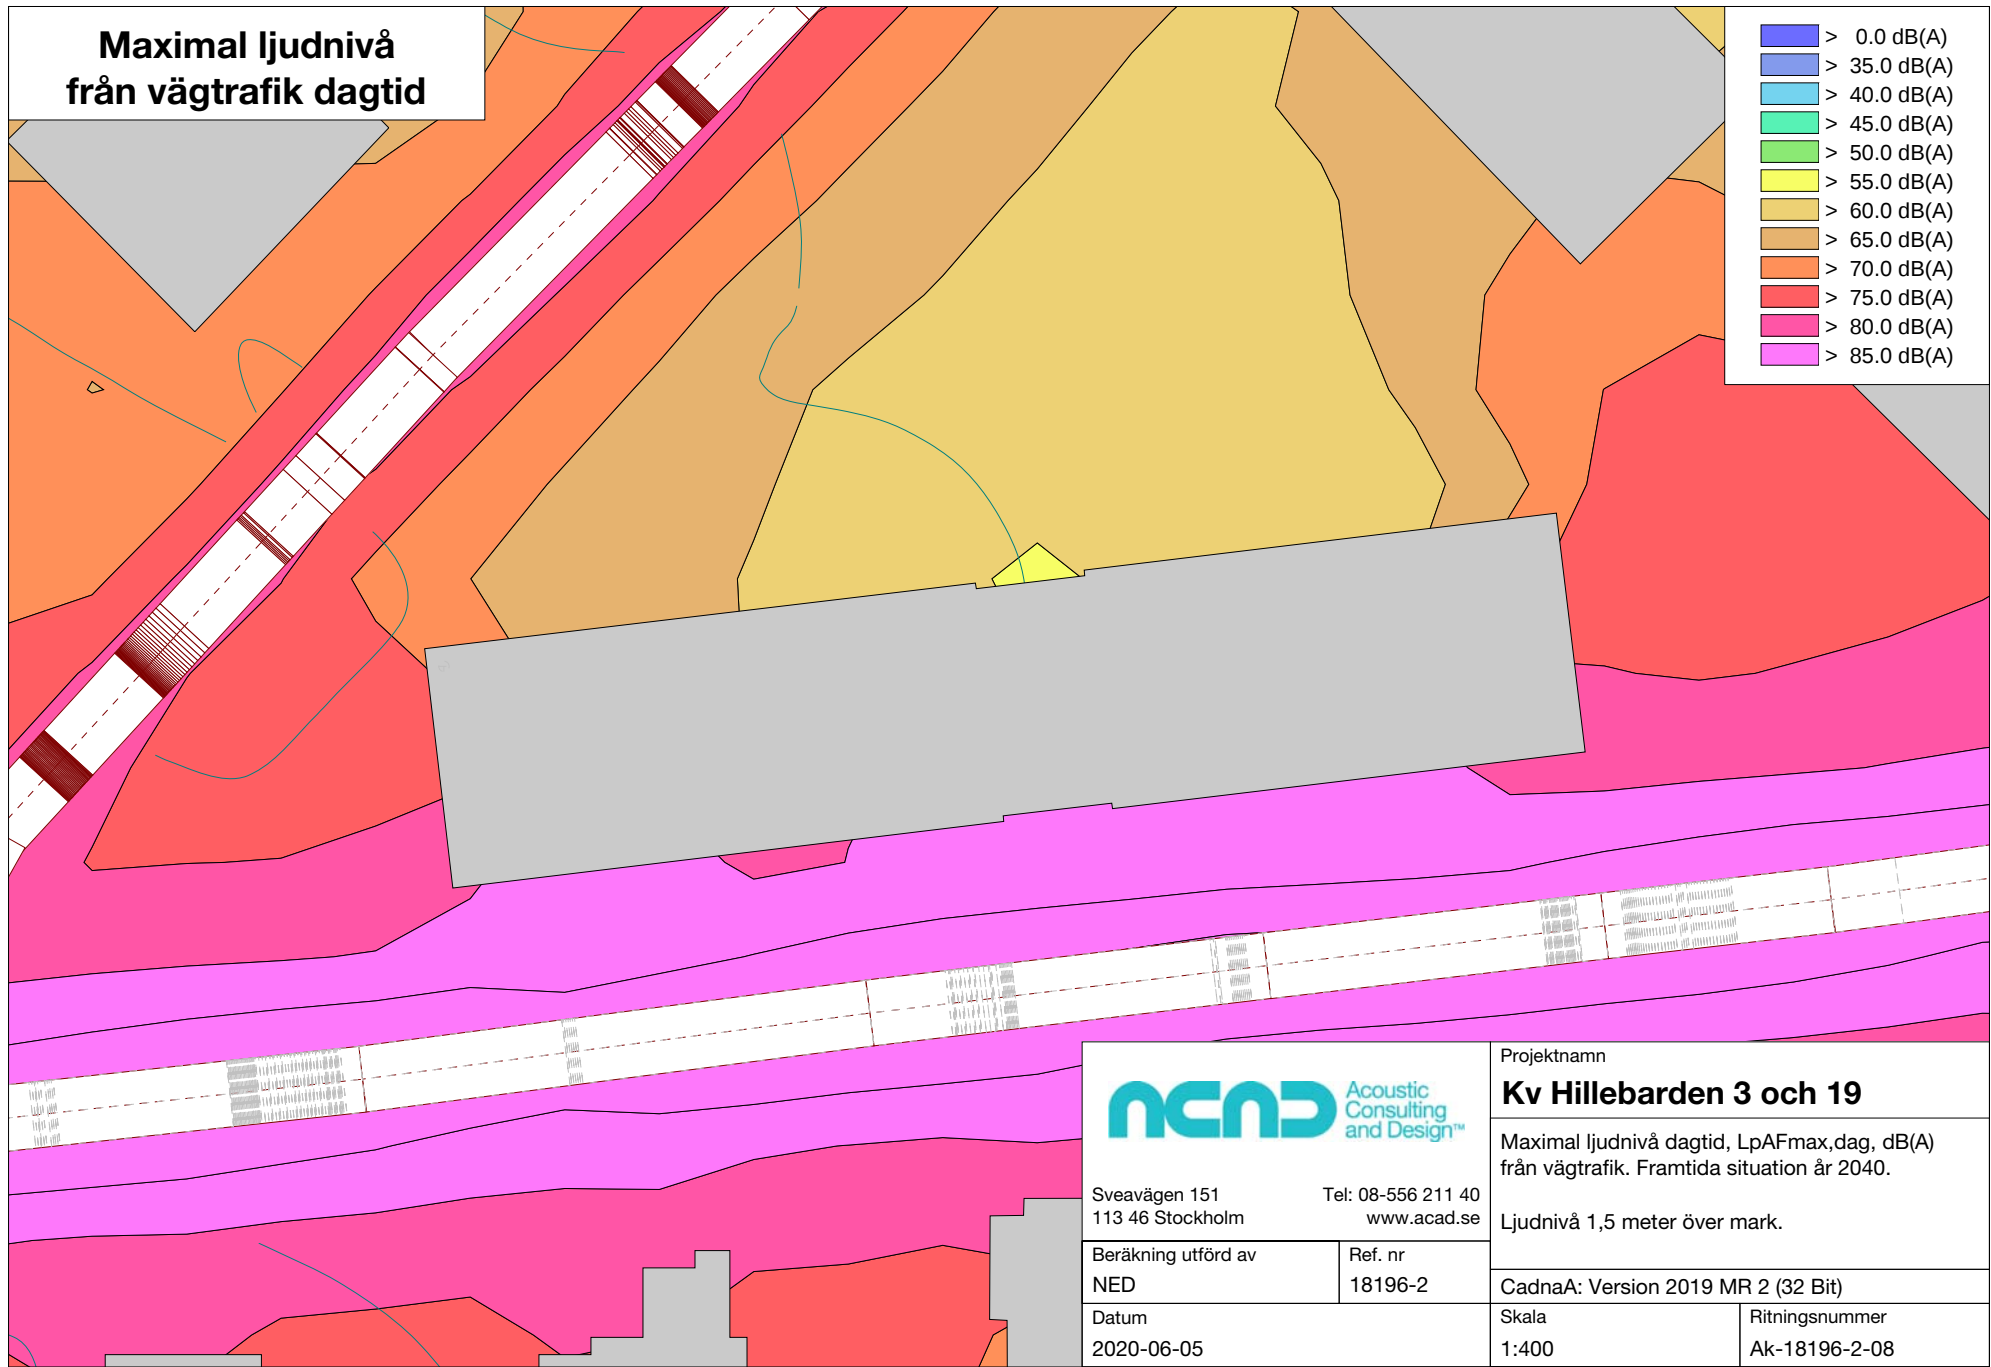 Maximal ljudnivå
från vägtrafik dagtid
> 0.0 dB(A)
> 35.0 dB(A)
> 40.0 dB(A)
> 45.0 dB(A)
> 50.0 dB(A)
> 55.0 dB(A)
> 60.0 dB(A)
> 65.0 dB(A)
> 70.0 dB(A)
> 75.0 dB(A)
> 80.0 dB(A)
> 85.0 dB(A)
acad Acoustic
Consulting
and Design™
Sveavägen 151 Tel: 08-556 211 40
113 46 Stockholm www.acad.se
Beräkning utförd av
NED
Ref. nr
18196-2
Datum
2020-06-05
Projektnamn
Kv Hillebarden 3 och 19
Maximal ljudnivå dagtid, LpAFmax,dag, dB(A)
från vägtrafik. Framtida situation år 2040.
Ljudnivå 1,5 meter över mark.
CadnaA: Version 2019 MR 2 (32 Bit)
Skala
1:400
Ritningsnummer
Ak-18196-2-08